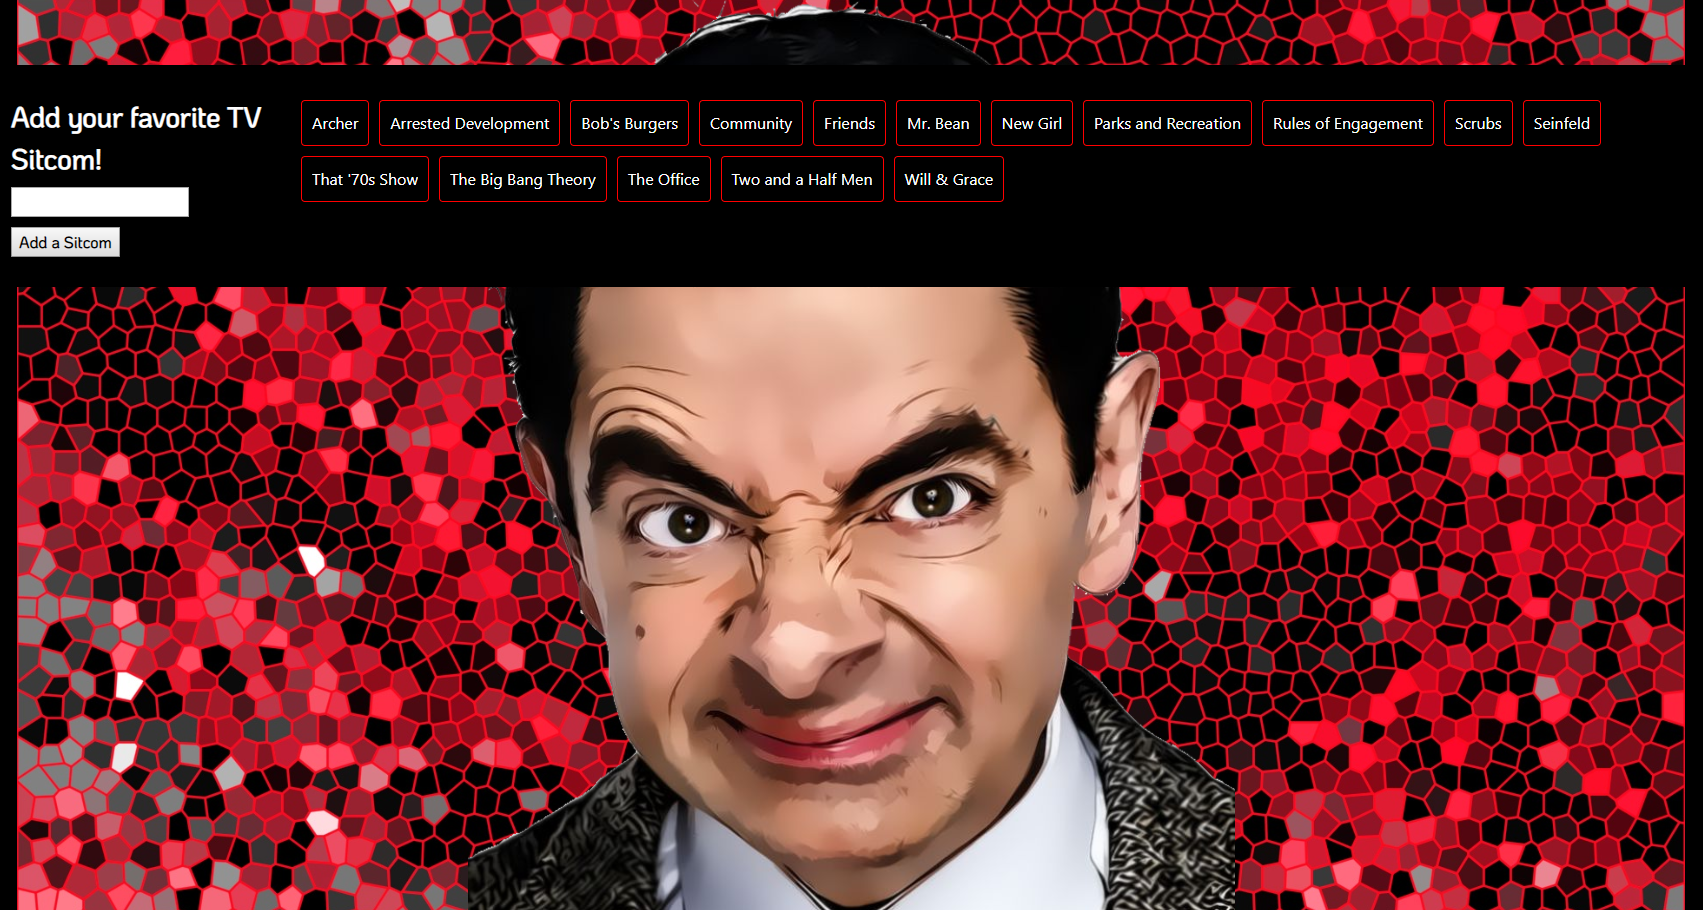 Add your favorite TV
Sitcom!
Add a Sitcom
Archer Arrested Development Bob's Burgers Community Friends Mr. Bean New Girl Parks and Recreation Rules of Engagement Scrubs Seinfeld
That '70s Show The Big Bang Theory The Office Two and a Half Men Will & Grace